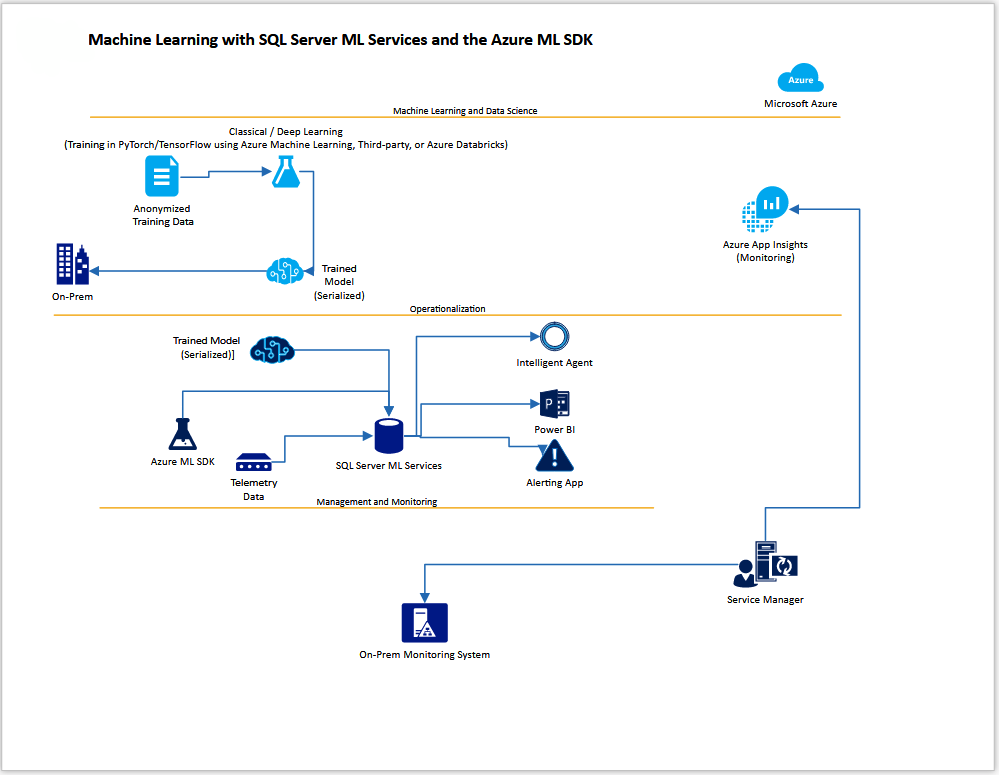 Machine Learning with SQL Server ML Services and the Azure ML SDK
Azure
Microsoft Azure
Machine Learning and Data Science
Classical / Deep Learning
(Training in PyTorch/TensorFlow using Azure Machine Learning, Third-party, or Azure Databricks)
Anonymized
Training Data
Azure App Insights
(Monitoring)
On-Prem
Trained
Model
(Serialized)
Operationalization
Trained Model
(Serialized)]
Intelligent Agent
P
Power BI
Azure ML SDK
SQL Server ML Services
Telemetry
Data
Alerting App
Management and Monitoring
Service Manager
On-Prem Monitoring System